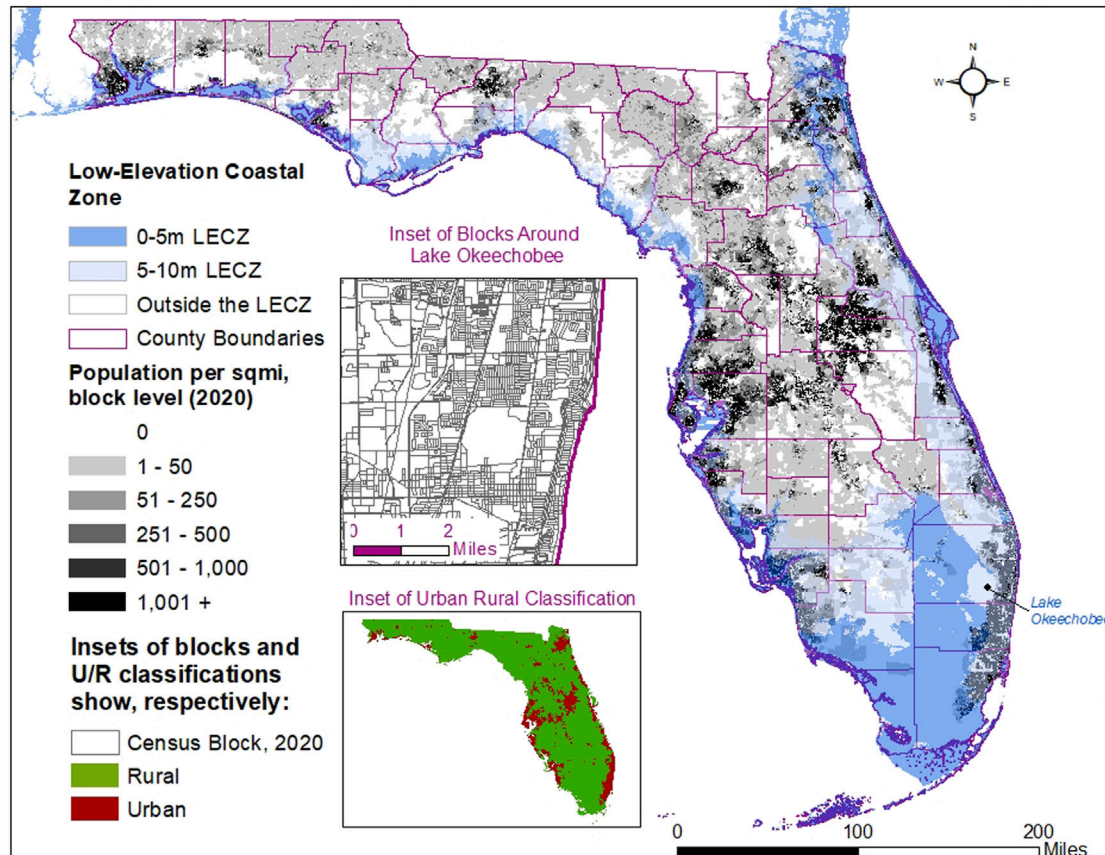 Low-Elevation Coastal
Zone
0-5m LECZ
5-10m LECZ
Outside the LECZ
County Boundaries
Population per sqmi,
block level (2020)
0
1 - 50
51 - 250
251 - 500
501 - 1,000
1,001 +
Insets of blocks and
U/R classifications
show, respectively:
Census Block, 2020
Rural
Urban
Inset of Blocks Around
Lake Okeechobee
0 1 2
Miles
Inset of Urban Rural Classification
N
W E
S
Lake
Okeechobee
0 100 200
Miles